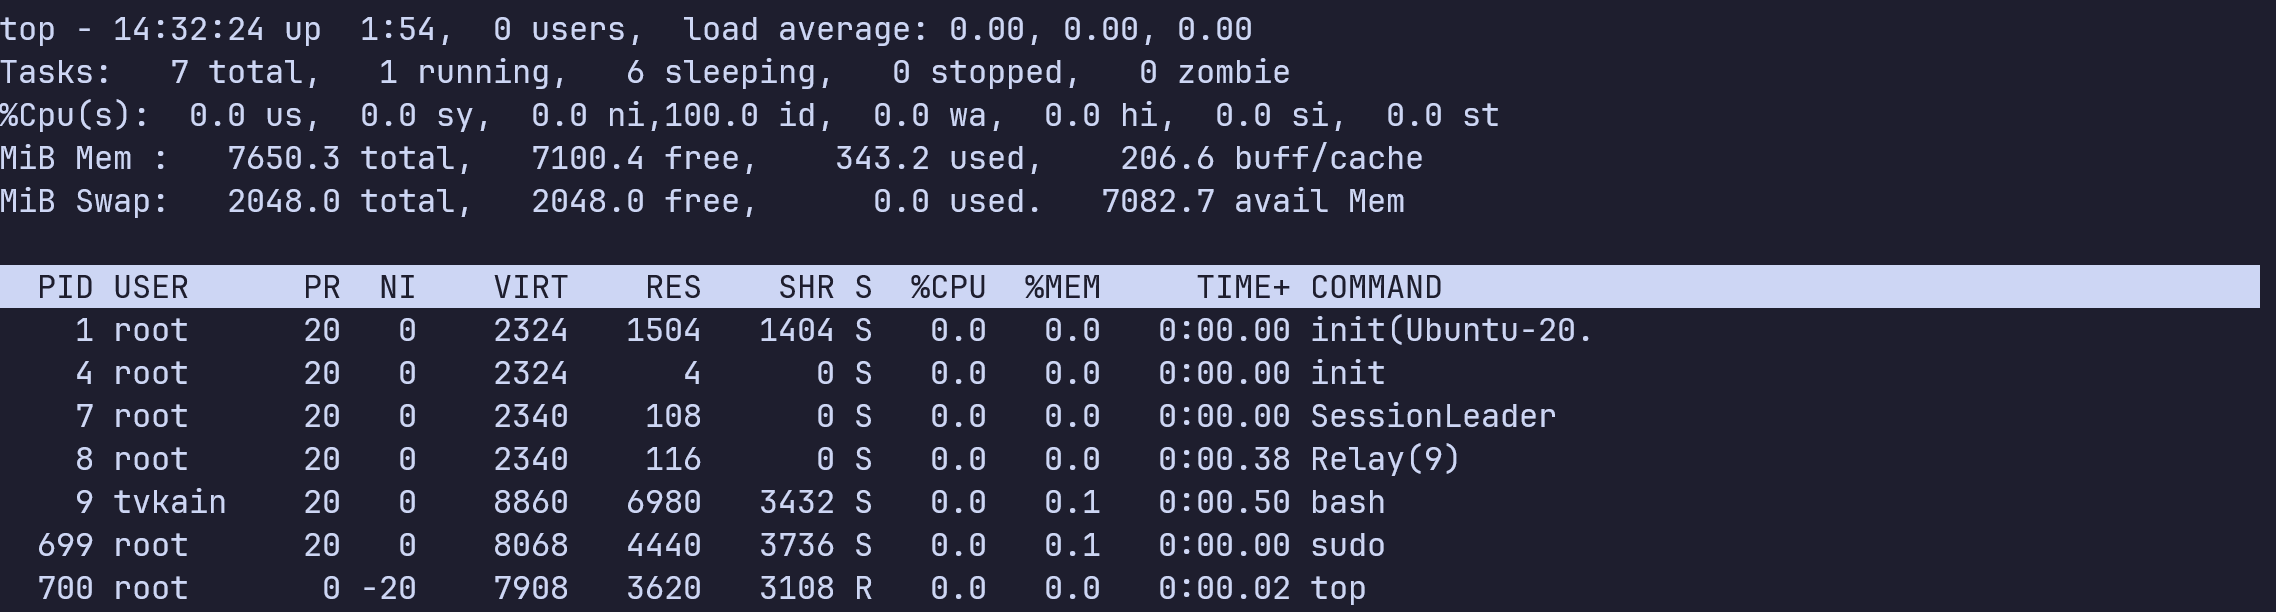 top - 14:32:24 up  1:54,  0 users,  load average: 0.00, 0.00, 0.00
Tasks:   7 total,   1 running,   6 sleeping,   0 stopped,   0 zombie
%Cpu(s):  0.0 us,  0.0 sy,  0.0 ni,100.0 id,  0.0 wa,  0.0 hi,  0.0 si,  0.0 st
MiB Mem :   7650.3 total,   7100.4 free,    343.2 used,    206.6 buff/cache
MiB Swap:   2048.0 total,   2048.0 free,      0.0 used.   7082.7 avail Mem
  PID USER      PR  NI    VIRT    RES    SHR S  %CPU  %MEM     TIME+ COMMAND
    1 root      20   0    2324   1504   1404 S   0.0   0.0   0:00.00 init(Ubuntu-20.
    4 root      20   0    2324      4      0 S   0.0   0.0   0:00.00 init
    7 root      20   0    2340    108      0 S   0.0   0.0   0:00.00 SessionLeader
    8 root      20   0    2340    116      0 S   0.0   0.0   0:00.38 Relay(9)
    9 tvkain    20   0    8860   6980   3432 S   0.0   0.1   0:00.50 bash
  699 root      20   0    8068   4440   3736 S   0.0   0.1   0:00.00 sudo
  700 root       0 -20    7908   3620   3108 R   0.0   0.0   0:00.02 top